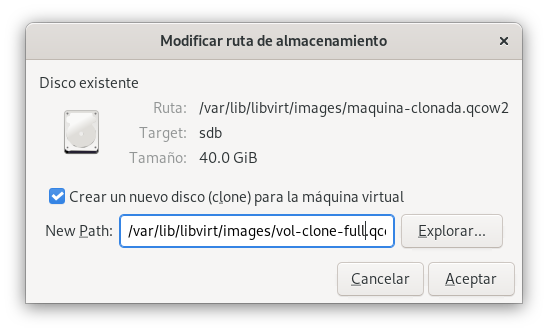 Modificar ruta de almacenamiento
Disco existente
Ruta: /var/lib/libvirt/images/maquina-clonada.qcow2
Target: sdb
Tamaño: 40.0 GiB
Crear un nuevo disco (clone) para la máquina virtual
New Path: /var/lib/libvirt/images/vol-clone-full.qco Explorar...
Cancelar Aceptar